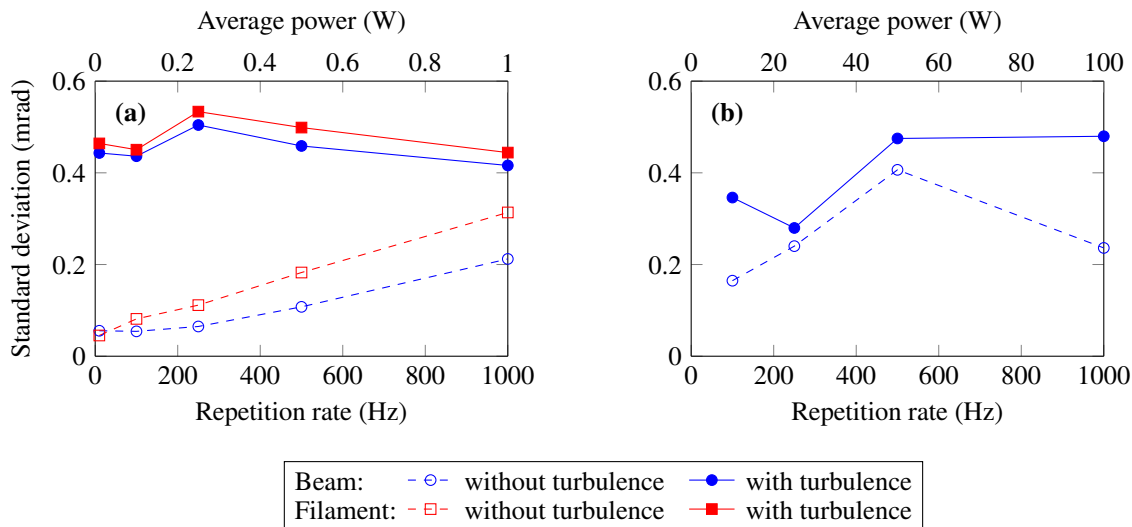 Average power (W)
0 0.2 0.4 0.6 0.8 1
0.6
0.4
0.2
0
(a)
Standard deviation (mrad)
0 200 400 600 800 1000
Repetition rate (Hz)
Average power (W)
0 20 40 60 80 100
0.6
0.4
0.2
0
(b)
0 200 400 600 800 1000
Repetition rate (Hz)
Beam: without turbulence with turbulence
Filament: without turbulence with turbulence